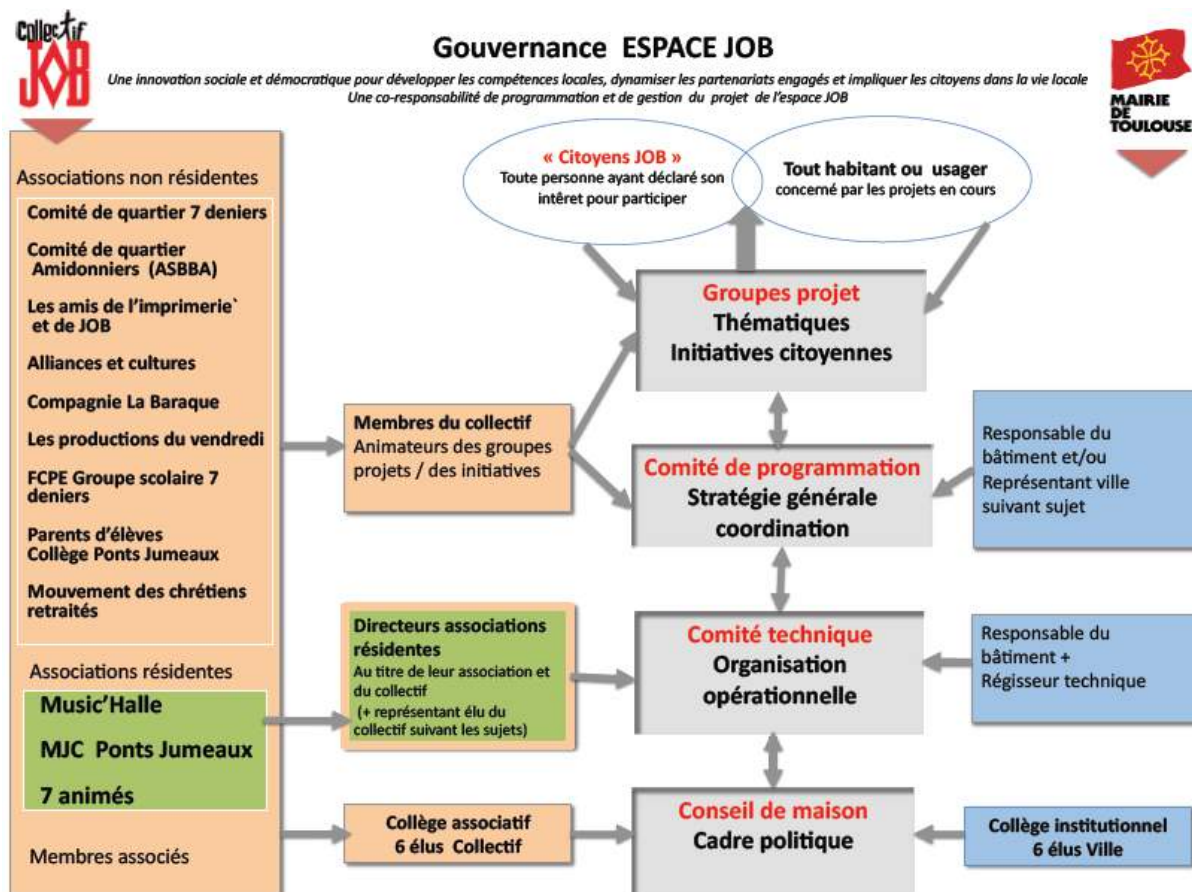 Collectif
JOB
Gouvernance ESPACE JOB
Une innovation sociale et démocratique pour développer les compétences locales, dynamiser les partenariats engagés et impliquer les citoyens dans la vie locale
Une co-responsabilité de programmation et de gestion du projet de l'espace JOB
MAIRIE
DE
TOULOUSE
Associations non résidentes
Comité de quartier 7 deniers
Comité de quartier
Amidonniers (ASBBA)
Les amis de l'imprimerie`
et de JOB
Alliances et cultures
Compagnie La Baraque
Les productions du vendredi
FCPE Groupe scolaire 7
deniers
Parents d'élèves
Collège Ponts Jumeaux
Mouvement des chrétiens
retraités
Associations résidentes
Music'Halle
MJC Ponts Jumeaux
7 animés
Membres associés
« Citoyens JOB »
Toute personne ayant déclaré son
intêret pour participer
Tout habitant ou usager
concerné par les projets en cours
Groupes projet
Thématiques
Initiatives citoyennes
Membres du collectif
Animateurs des groupes
projets / des initiatives
Comité de programmation
Stratégie générale
coordination
Responsable du
bâtiment et/ou
Représentant ville
suivant sujet
Directeurs associations
résidentes
Au titre de leur association et
du collectif
(+ représentant élu du
collectif suivant les sujets)
Comité technique
Organisation
opérationnelle
Responsable du
bâtiment +
Régisseur technique
Collège associatif
6 élus Collectif
Conseil de maison
Cadre politique
Collège institutionnel
6 élus Ville